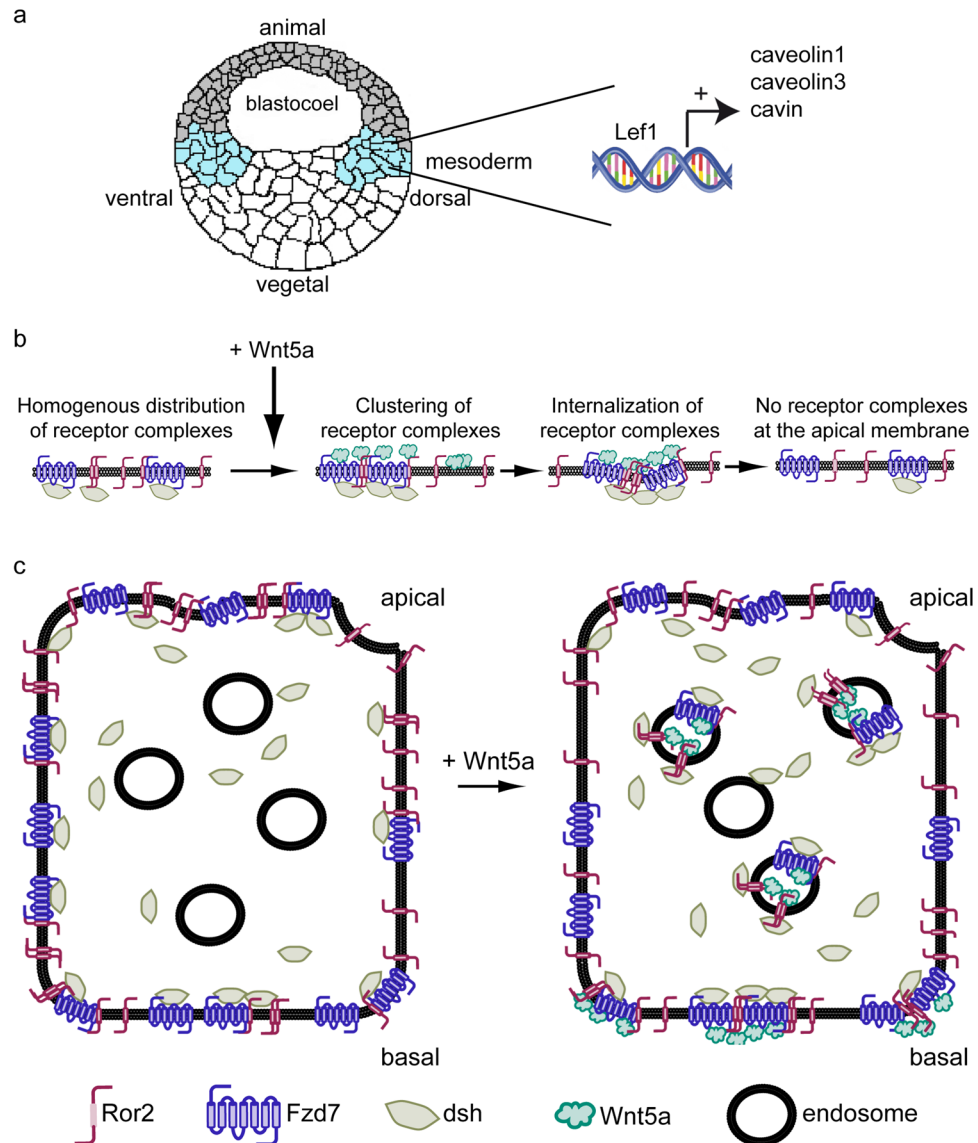 a
animal
blastocoel
mesoderm
ventral
dorsal
vegetal
+
Lef1
caveolin1
caveolin3
cavin
b
+ Wnt5a
Homogenous distribution
of receptor complexes
Clustering of
receptor complexes
Internalization of
receptor complexes
No receptor complexes
at the apical membrane
c
apical
basal
+ Wnt5a
apical
basal
Ror2
Fzd7
dsh
Wnt5a
endosome